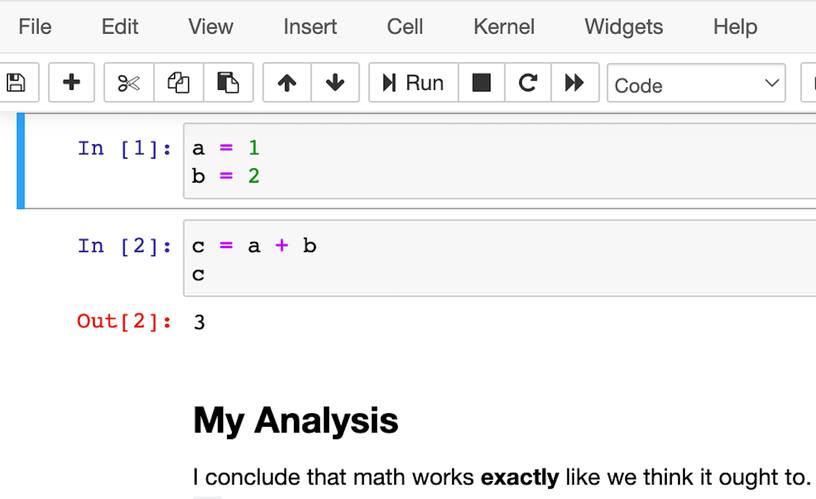 File Edit View Insert Cell Kernel Widgets Help
Run Code
In [1]: a = 1
b = 2
In [2]: c = a + b
c
Out[2]: 3
My Analysis
I conclude that math works exactly like we think it ought to.